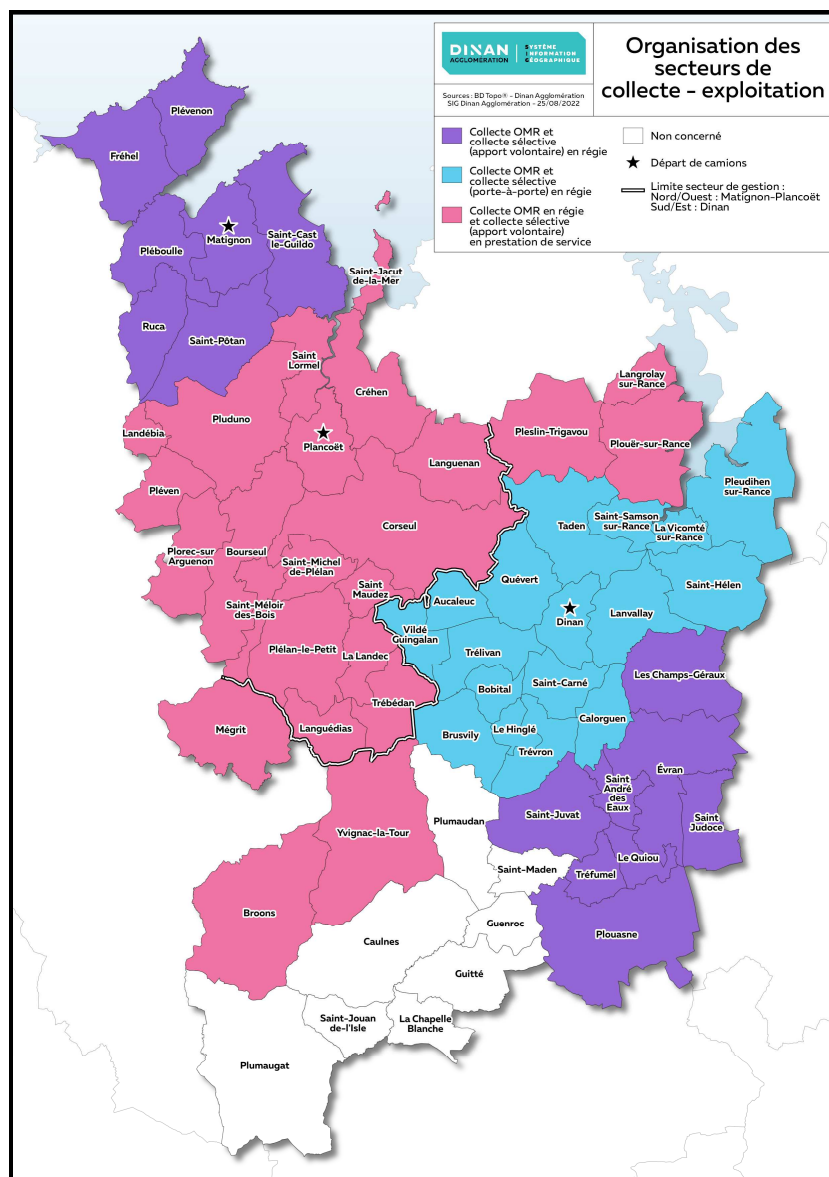 DINAN
AGGLOMÉRATION
SYSTÈME
INFORMATION
GÉOGRAPHIQUE
Organisation des
secteurs de
collecte - exploitation
Sources : BD Topo® - Dinan Agglomération
SIG Dinan Agglomération - 25/08/2022
Collecte OMR et
collecte sélective
(apport volontaire) en régie
Collecte OMR et
collecte sélective
(porte-à-porte) en régie
Collecte OMR en régie
et collecte sélective
(apport volontaire)
en prestation de service
Non concerné
Départ de camions
Limite secteur de gestion :
Nord/Ouest : Matignon-Plancoët
Sud/Est : Dinan
Plévenon
Fréhel
Matignon
Saint-Cast
le-Guildo
Pléboulle
Saint-Jacut
de-la-Mer
Ruca
Saint-Pôtan
Saint
Lormel
Créhen
Langrolay
sur-Rance
Pluduno
Landébia
Plancoët
Pleslin-Trigavou
Plouër-sur-Rance
Languenan
Pléven
Pleudihen
sur-Rance
Corseul
Taden
Saint-Samson
sur-Rance
La Vicomté
sur-Rance
Plorec-sur
Arguenon
Bourseul
Saint-Michel
de-Plélan
Saint
Maudez
Quévert
Saint-Hélen
Saint-Méloir
des-Bois
Aucaleuc
Dinan
Lanvallay
Vildé
Guingalan
Plélan-le-Petit
La Landec
Trélivan
Les Champs-Géraux
Bobital
Saint-Carné
Trébédan
Mégrit
Languédias
Brusvily
Le Hinglé
Calorguen
Trévron
Évran
Saint
André
des
Eaux
Saint-Juvat
Saint
Judoce
Plumaudan
Yvignac-la-Tour
Le Quiou
Saint-Maden
Tréfumel
Broons
Guenroc
Plouasne
Caulnes
Guitté
Saint-Jouan
de-l'Isle
La Chapelle
Blanche
Plumaugat